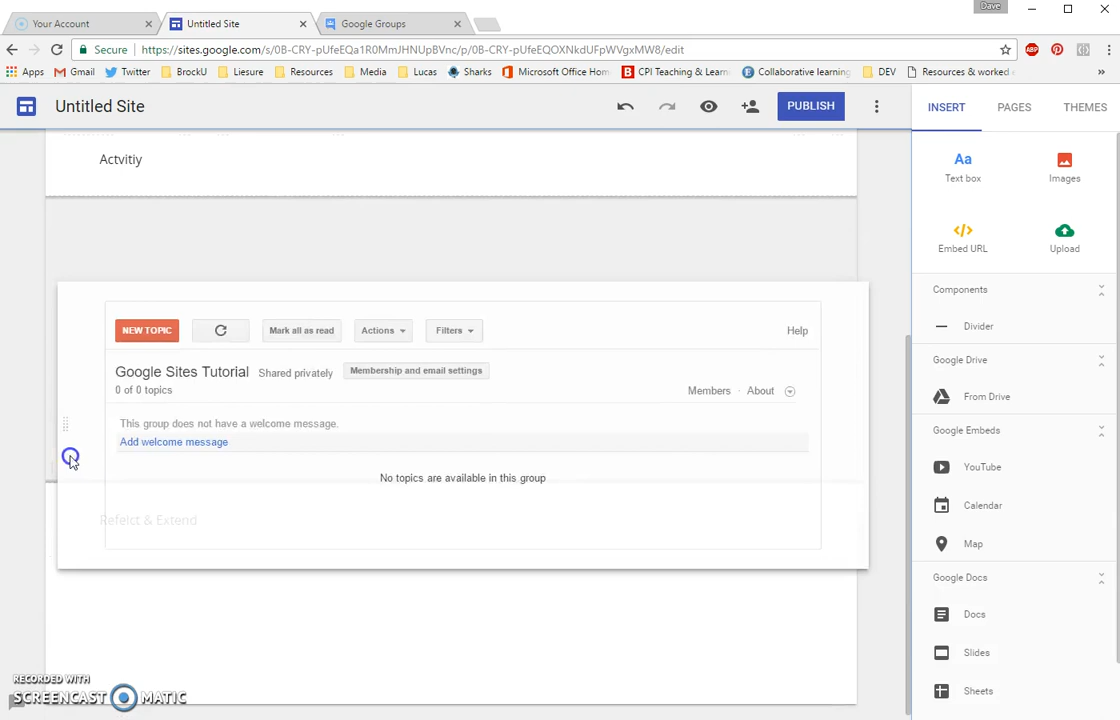 Dave
Your Account
Untitled Site
Google Groups
Secure
https://sites.google.com/s/0B-CRY-pUfeEQa1R0MmJHNUpBVnc/p/0B-CRY-pUfeEQOXNkdUFpWVgxMW8/edit
Apps Gmail Twitter BrockU Liesure Resources Media Lucas Sharks Microsoft Office Hom CPI Teaching & Learn Collaborative learning DEV Resources & worked »
Untitled Site
PUBLISH
INSERT PAGES THEMES
Actvitiy
Aa
Text box
Images
Embed URL
Upload
Components
Divider
Google Drive
From Drive
Google Embeds
YouTube
Calendar
Map
Google Docs
Docs
Slides
Sheets
NEW TOPIC
Mark all as read
Actions
Filters
Help
Google Sites Tutorial Shared privately Membership and email settings
0 of 0 topics
Members · About
This group does not have a welcome message.
Add welcome message
No topics are available in this group
Refelct & Extend
RECORDED WITH
SCREENCAST MATIC